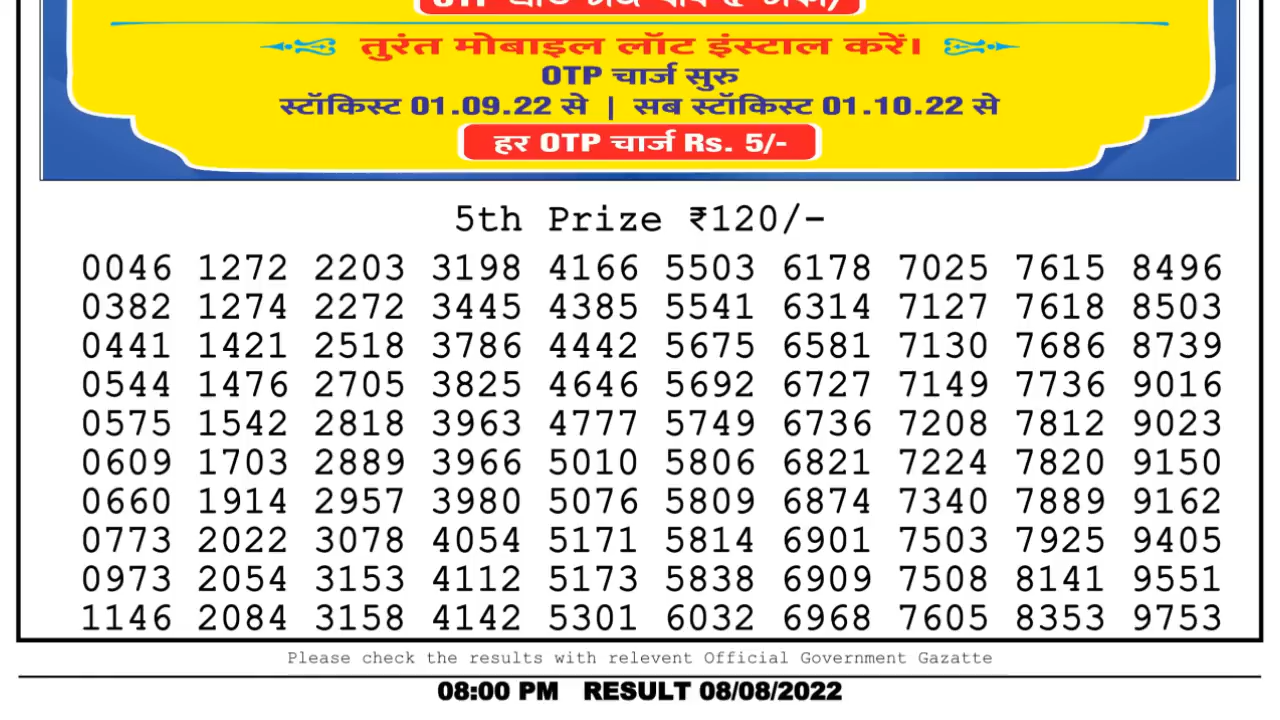 तुरंत मोबाइल लॉट इंस्टाल करें।
OTP चार्ज सुरु
स्टॉकिस्ट 01.09.22 से | सब स्टॉकिस्ट 01.10.22 से
हर OTP चार्ज Rs. 5/-
5th Prize ₹120/-
0046 1272 2203 3198 4166 5503 6178 7025 7615 8496
0382 1274 2272 3445 4385 5541 6314 7127 7618 8503
0441 1421 2518 3786 4442 5675 6581 7130 7686 8739
0544 1476 2705 3825 4646 5692 6727 7149 7736 9016
0575 1542 2818 3963 4777 5749 6736 7208 7812 9023
0609 1703 2889 3966 5010 5806 6821 7224 7820 9150
0660 1914 2957 3980 5076 5809 6874 7340 7889 9162
0773 2022 3078 4054 5171 5814 6901 7503 7925 9405
0973 2054 3153 4112 5173 5838 6909 7508 8141 9551
1146 2084 3158 4142 5301 6032 6968 7605 8353 9753
Please check the results with relevent Official Government Gazatte
08:00 PM RESULT 08/08/2022